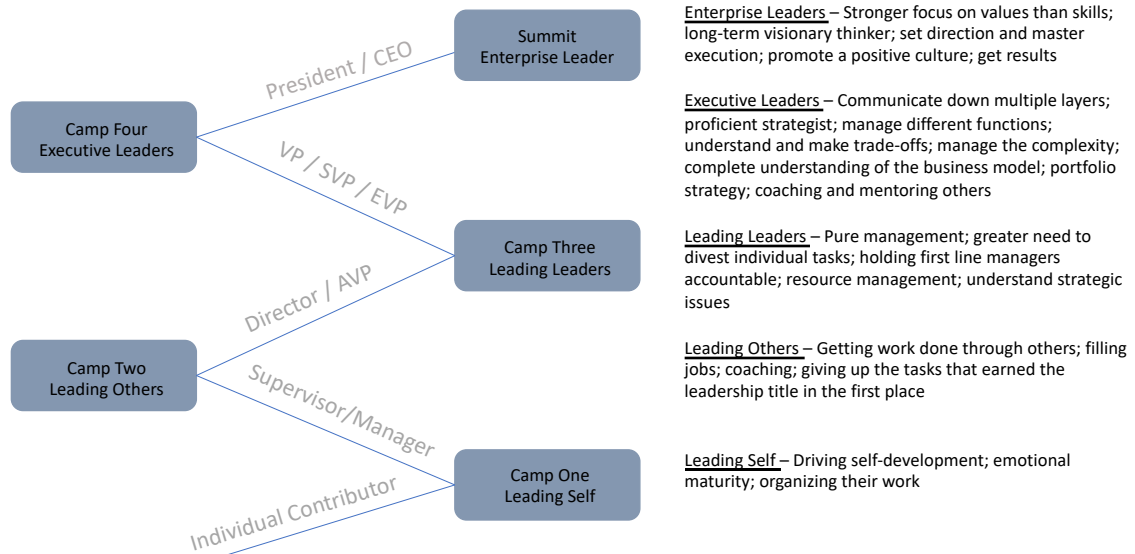 Summit
Enterprise Leader
President / CEO
Camp Four
Executive Leaders
VP / SVP / EVP
Camp Three
Leading Leaders
Director / AVP
Camp Two
Leading Others
Supervisor/Manager
Camp One
Leading Self
Individual Contributor
Enterprise Leaders – Stronger focus on values than skills;
long-term visionary thinker; set direction and master
execution; promote a positive culture; get results
Executive Leaders – Communicate down multiple layers;
proficient strategist; manage different functions;
understand and make trade-offs; manage the complexity;
complete understanding of the business model; portfolio
strategy; coaching and mentoring others
Leading Leaders – Pure management; greater need to
divest individual tasks; holding first line managers
accountable; resource management; understand strategic
issues
Leading Others – Getting work done through others; filling
jobs; coaching; giving up the tasks that earned the
leadership title in the first place
Leading Self – Driving self-development; emotional
maturity; organizing their work